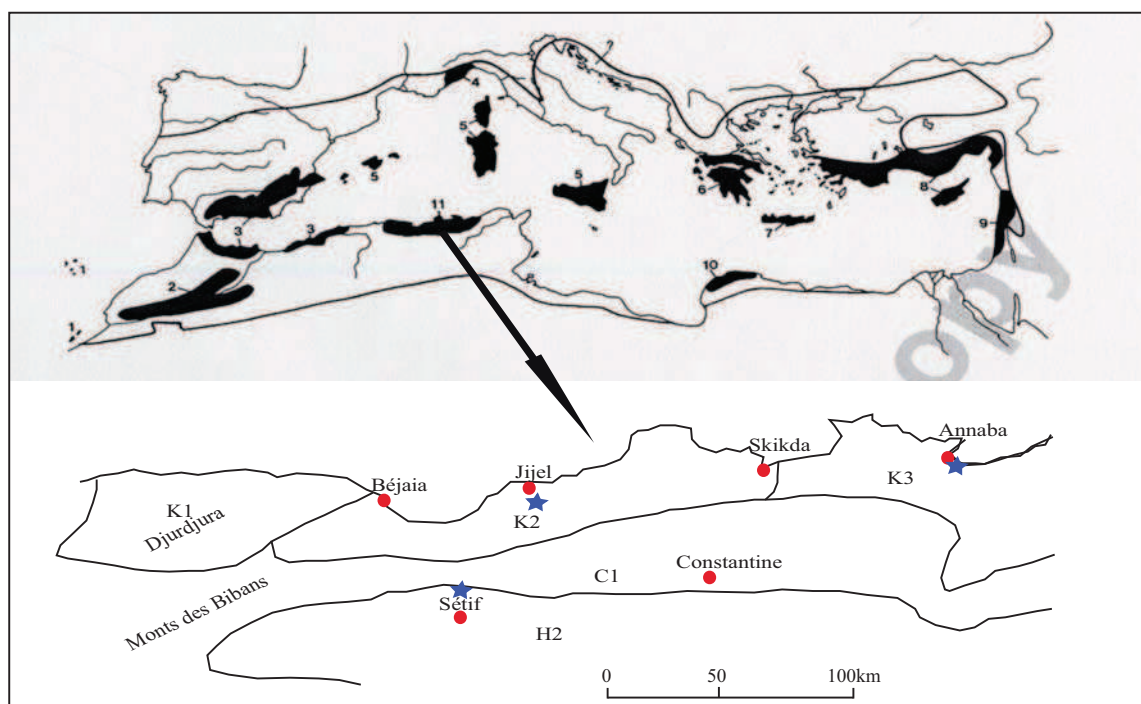 ?
4
5
5
5
6
8
7
9
3
3
11
1
2
10
1
opy
Annaba
Skikda
Jijel
Béjaia
K3
K1
Djurdjura
K2
Constantine
C1
Monts des Bibans
Sétif
H2
0 50 100km